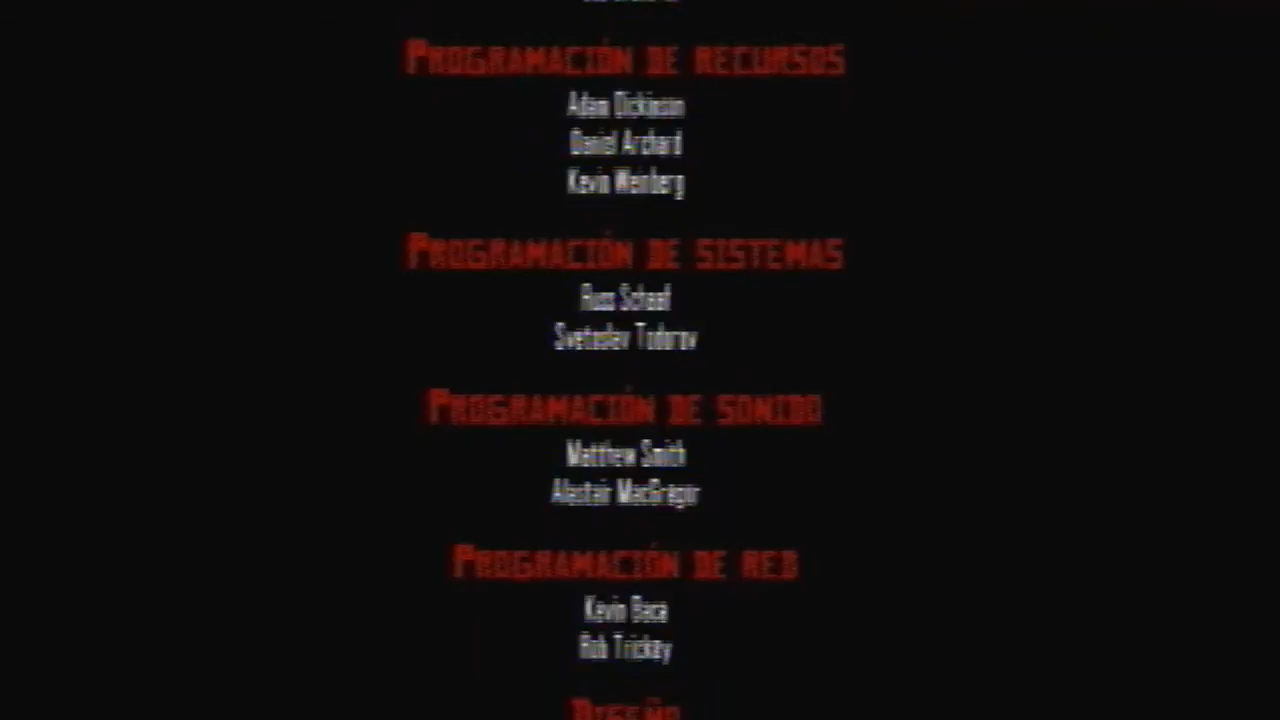 Programación de recursos
Adam Dickinson
Daniel Archard
Kevin Weinberg
Programación de sistemas
Russ Schaaf
Svetoslav Todorov
Programación de sonido
Matthew Smith
Alastair MacGregor
Programación de red
Kevin Baca
Rob Trickey
Diseño